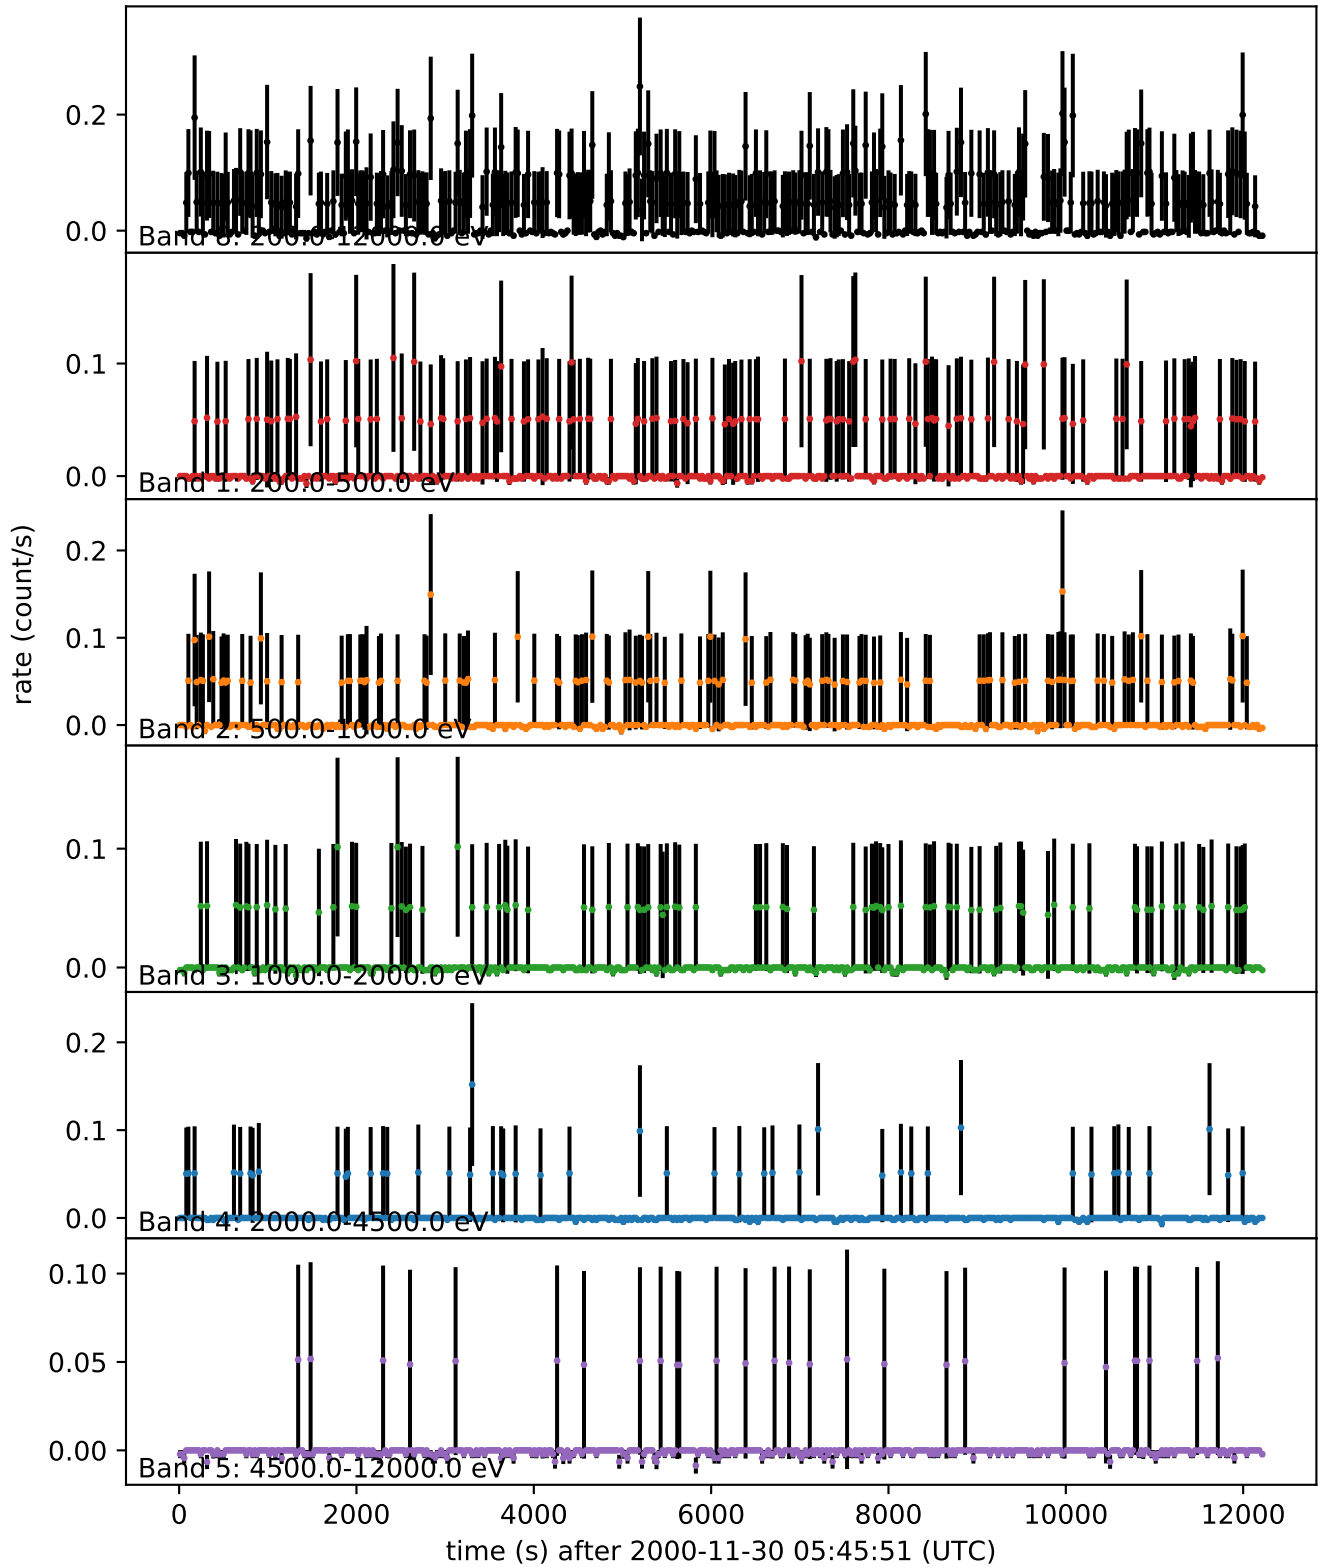 0.2
0.0
Band 8: 200.0-12000.0 eV
0.1
0.0
Band 1: 200.0-500.0 eV
0.2
0.1
0.0
Band 2: 500.0-1000.0 eV
rate (count/s)
0.1
0.0
Band 3: 1000.0-2000.0 eV
0.2
0.1
0.0
Band 4: 2000.0-4500.0 eV
0.10
0.05
0.00
Band 5: 4500.0-12000.0 eV
0 2000 4000 6000 8000 10000 12000
time (s) after 2000-11-30 05:45:51 (UTC)